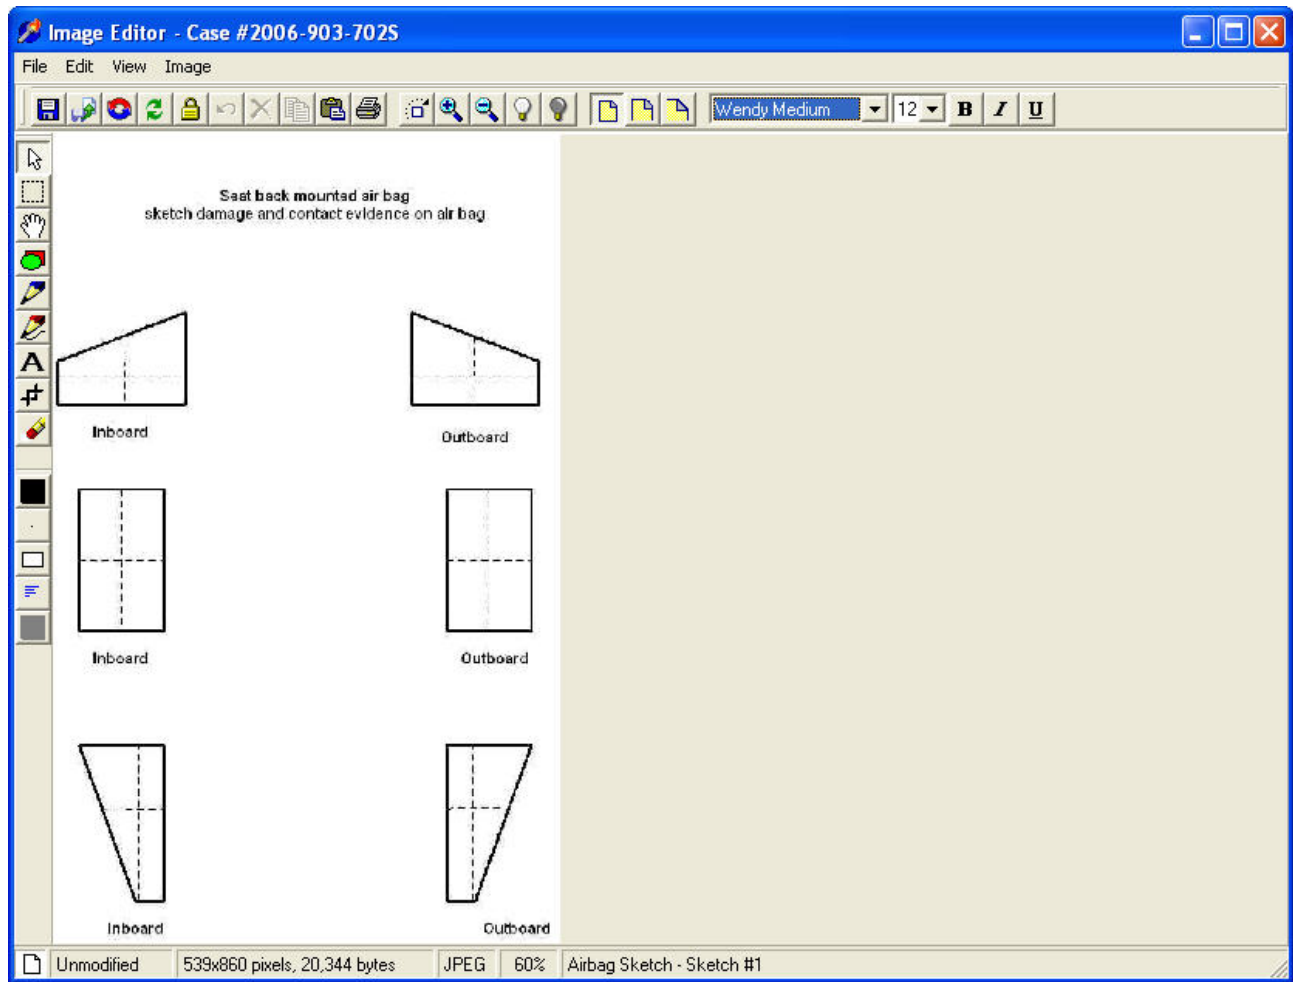 Image Editor - Case #2006-903-702S
File Edit View Image
Wendy Medium 12 B I U
A
Seat back mounted air bag
sketch damage and contact evidence on air bag
Inboard Outboard
Inboard Outboard
Inboard Outboard
Unmodified 539x860 pixels, 20,344 bytes JPEG 60% Airbag Sketch - Sketch #1